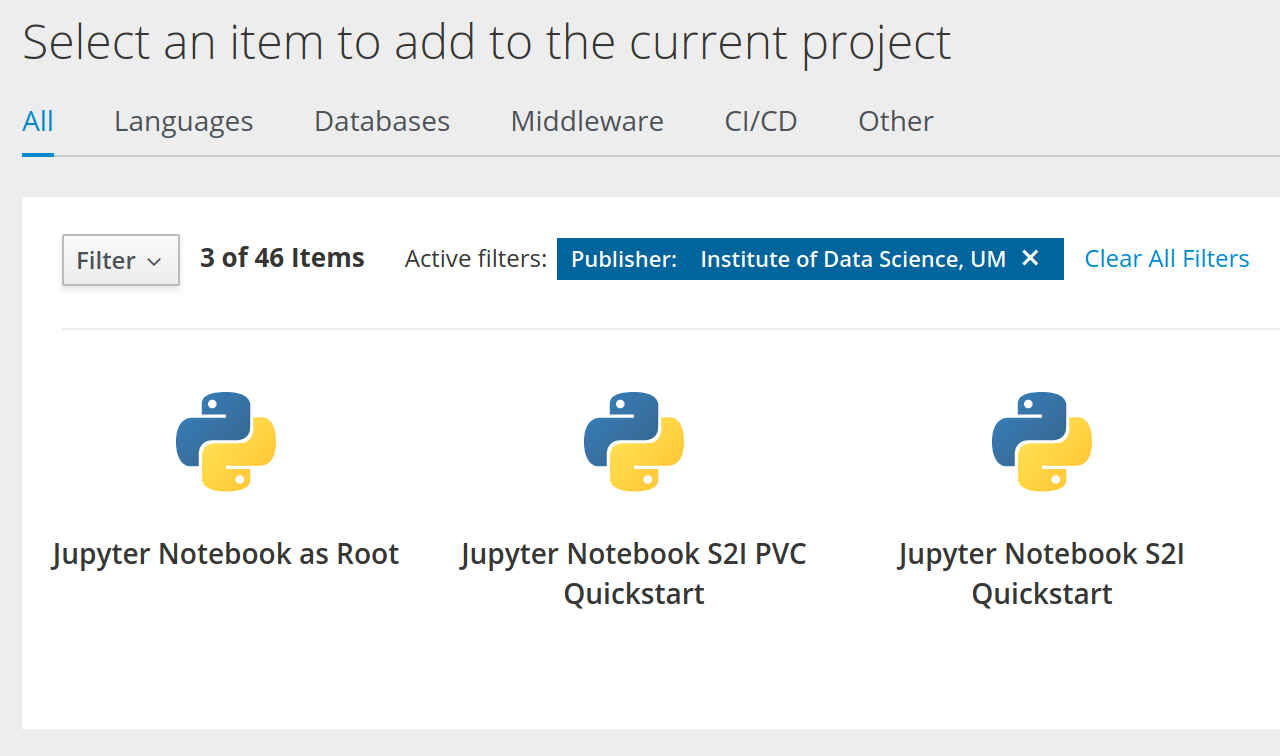 Select an item to add to the current project
All Languages Databases Middleware CI/CD Other
Filter 3 of 46 Items Active filters: Publisher: Institute of Data Science, UM ✕ Clear All Filters
Jupyter Notebook as Root
Jupyter Notebook S2I PVC
Quickstart
Jupyter Notebook S2I
Quickstart